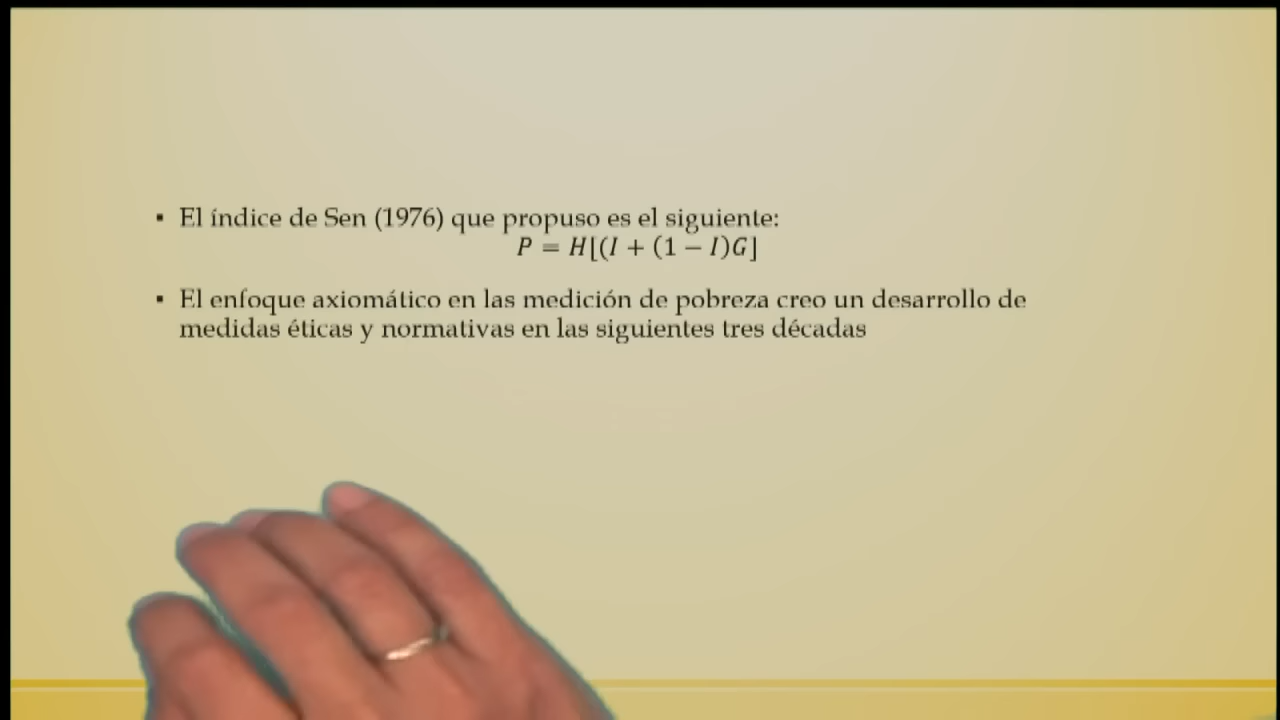 ▪ El índice de Sen (1976) que propuso es el siguiente:
P = H[(I + (1 − I)G]
▪ El enfoque axiomático en las medición de pobreza creo un desarrollo de
medidas éticas y normativas en las siguientes tres décadas